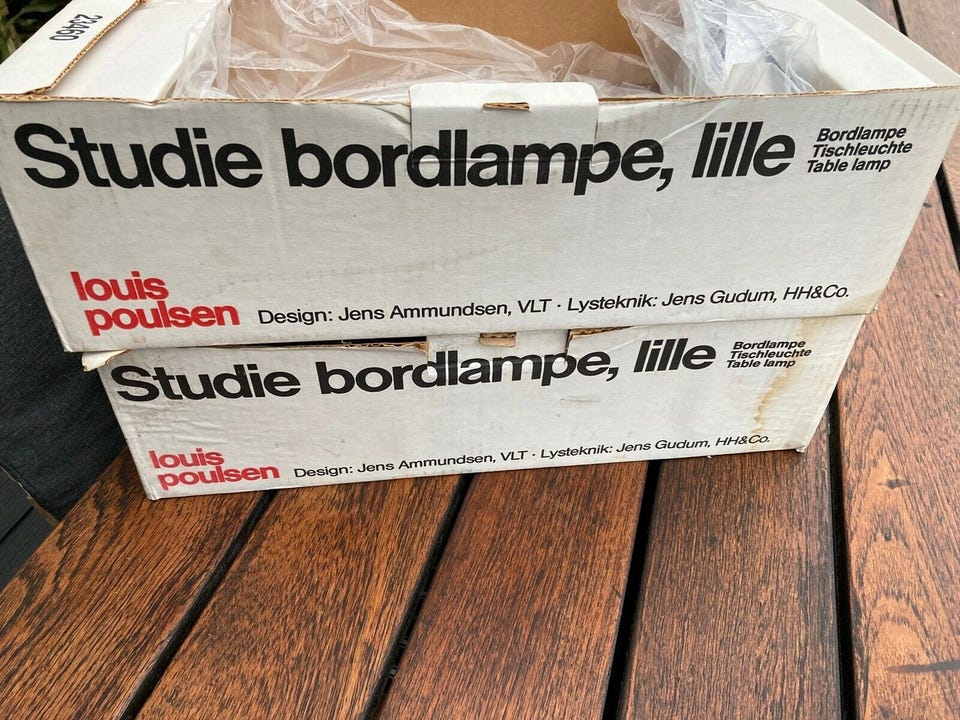 23460
Studie bordlampe, lille
Bordlampe
Tischleuchte
Table lamp
louis
poulsen
Design: Jens Ammundsen, VLT · Lysteknik: Jens Gudum, HH&Co.
Studie bordlampe, lille
Bordlampe
Tischleuchte
Table lamp
louis
poulsen
Design: Jens Ammundsen, VLT · Lysteknik: Jens Gudum, HH&Co.